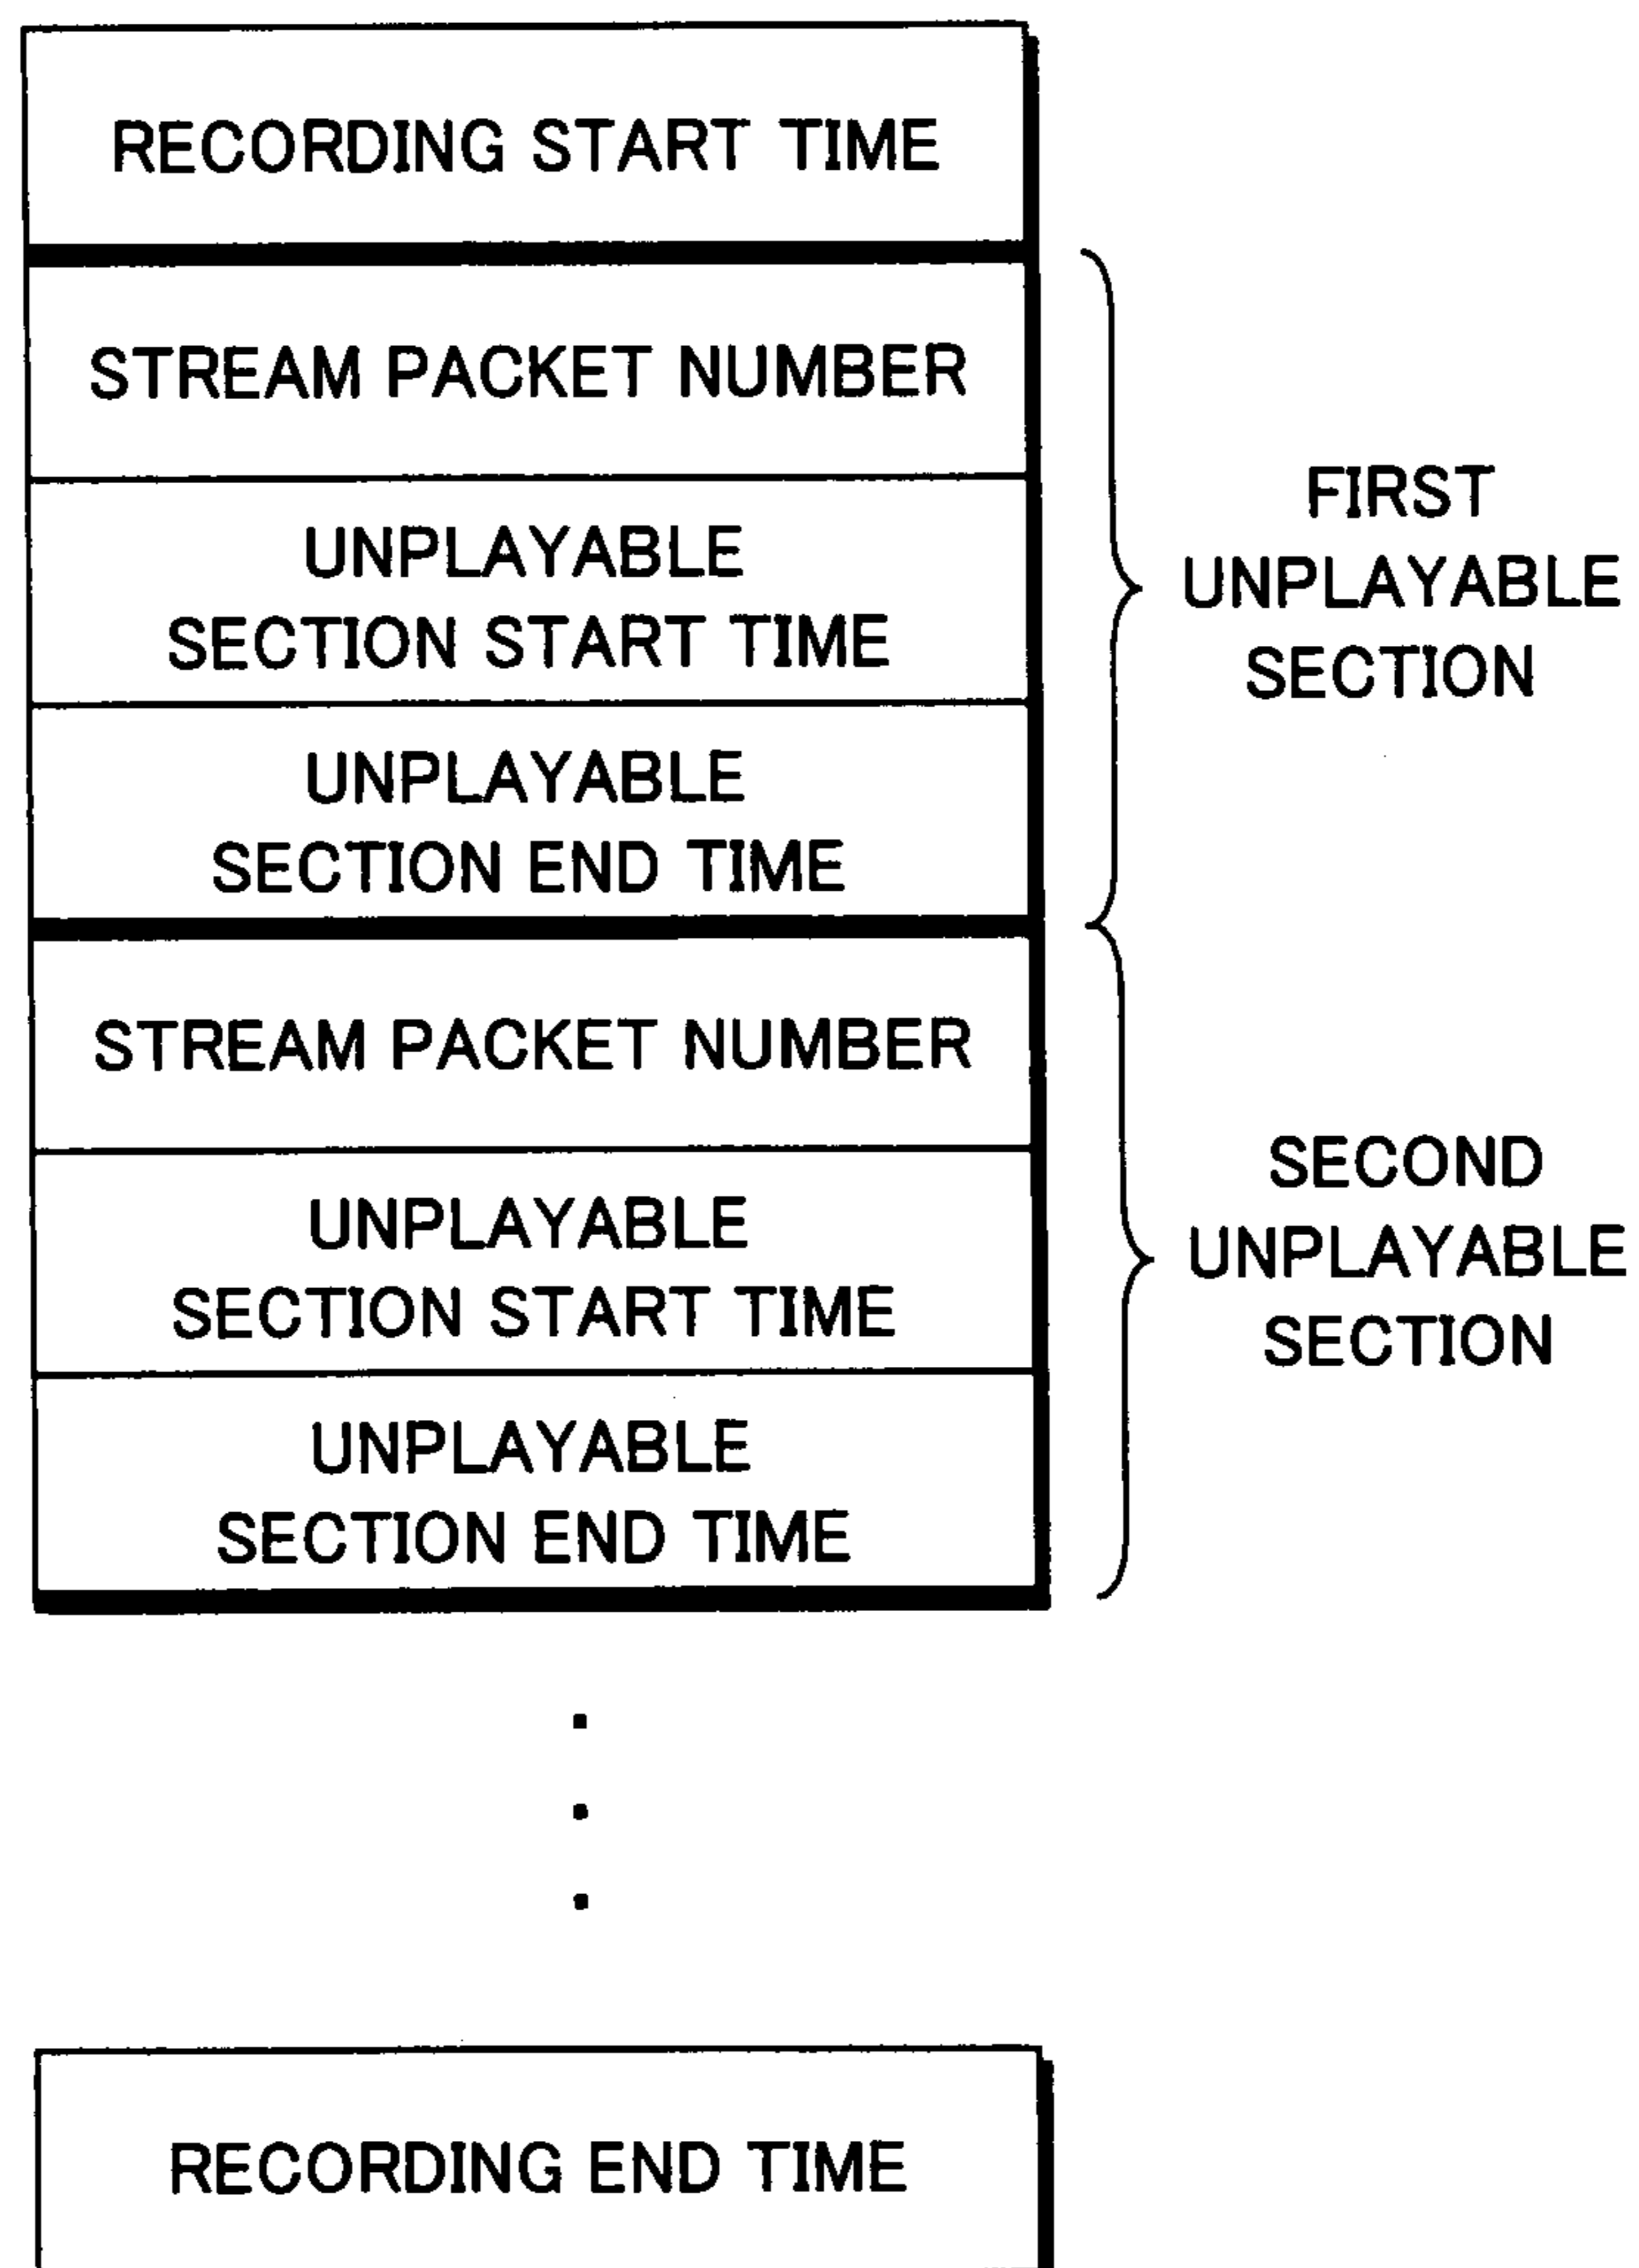 RECORDING START TIME
STREAM PACKET NUMBER
UNPLAYABLE
SECTION START TIME
UNPLAYABLE
SECTION END TIME
FIRST
UNPLAYABLE
SECTION
STREAM PACKET NUMBER
UNPLAYABLE
SECTION START TIME
UNPLAYABLE
SECTION END TIME
SECOND
UNPLAYABLE
SECTION
RECORDING END TIME